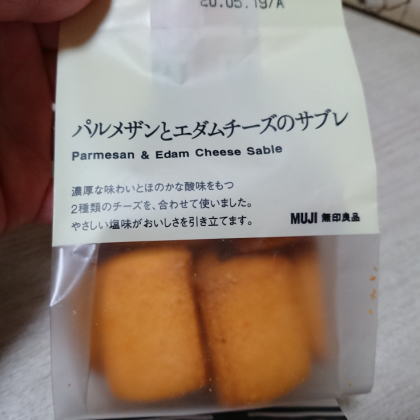 20.05.19/A
パルメザンとエダムチーズのサブレ
Parmesan & Edam Cheese Sable
濃厚な味わいとほのかな酸味をもつ
2種類のチーズを、合わせて使いました。
やさしい塩味がおいしさを引き立てます。
MUJI 無印良品